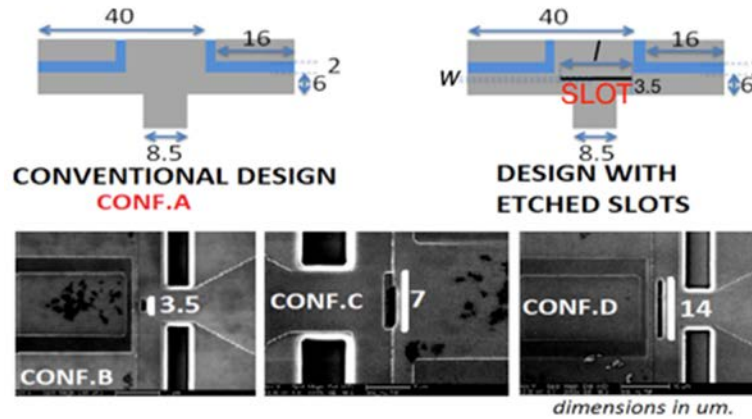 40
16
2
6
8.5
CONVENTIONAL DESIGN
CONF.A
40
16
l
W
SLOT
3.5
6
8.5
DESIGN WITH
ETCHED SLOTS
3.5
CONF.B
CONF.C
7
CONF.D
14
dimensions in um.